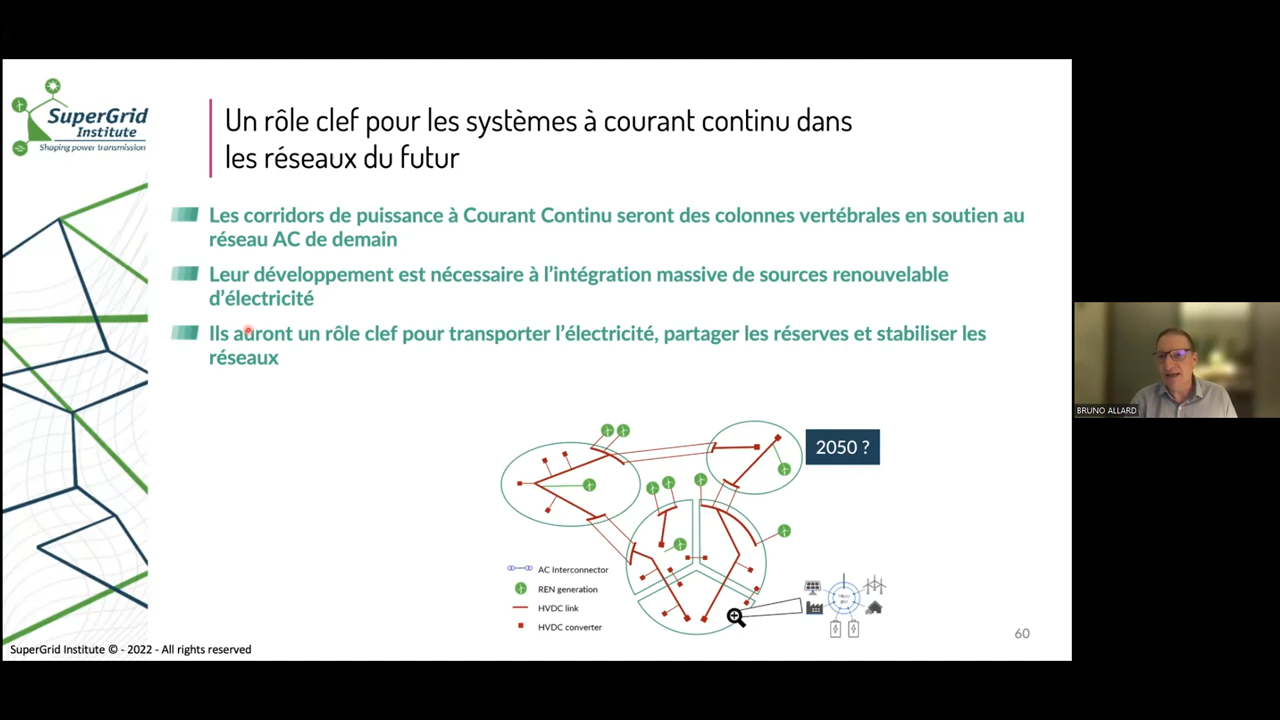 SuperGrid
Institute
Shaping power transmission
Un rôle clef pour les systèmes à courant continu dans
les réseaux du futur
Les corridors de puissance à Courant Continu seront des colonnes vertébrales en soutien au
réseau AC de demain
Leur développement est nécessaire à l’intégration massive de sources renouvelable
d’électricité
Ils auront un rôle clef pour transporter l’électricité, partager les réserves et stabiliser les
réseaux
2050 ?
AC Interconnector
REN generation
HVDC link
HVDC converter
60
SuperGrid Institute © - 2022 - All rights reserved
BRUNO ALLARD